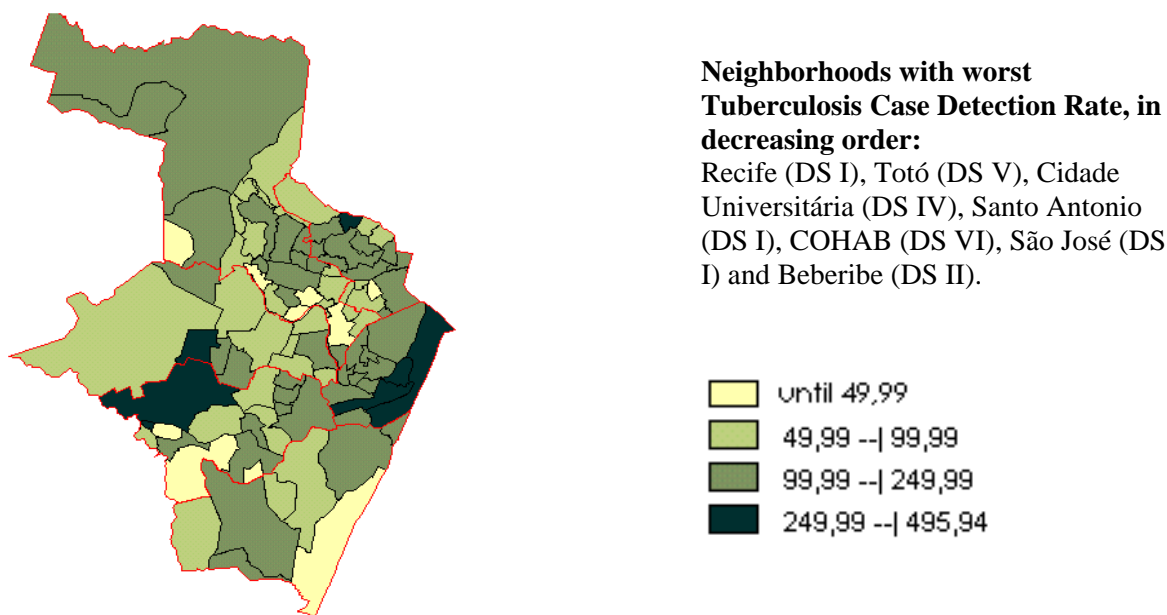 Neighborhoods with worst
Tuberculosis Case Detection Rate, in
decreasing order:
Recife (DS I), Totó (DS V), Cidade
Universitária (DS IV), Santo Antonio
(DS I), COHAB (DS VI), São José (DS
I) and Beberibe (DS II).
until 49,99
49,99 --| 99,99
99,99 --| 249,99
249,99 --| 495,94